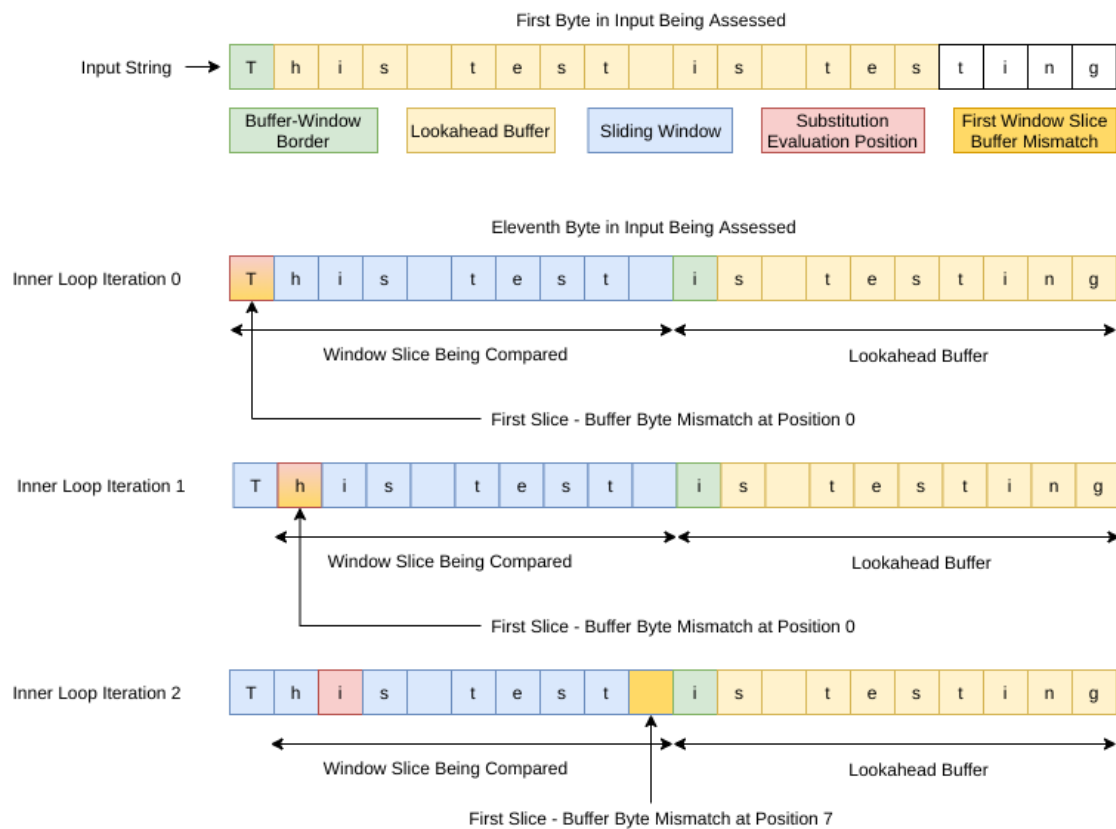 First Byte in Input Being Assessed
Input String T h i s t e s t i s t e s t i n g
Buffer-Window
Border
Lookahead Buffer
Sliding Window
Substitution
Evaluation Position
First Window Slice
Buffer Mismatch
Eleventh Byte in Input Being Assessed
Inner Loop Iteration 0 T h i s t e s t i s t e s t i n g
Window Slice Being Compared Lookahead Buffer
First Slice - Buffer Byte Mismatch at Position 0
Inner Loop Iteration 1 T h i s t e s t i s t e s t i n g
Window Slice Being Compared Lookahead Buffer
First Slice - Buffer Byte Mismatch at Position 0
Inner Loop Iteration 2 T h i s t e s t i s t e s t i n g
Window Slice Being Compared Lookahead Buffer
First Slice - Buffer Byte Mismatch at Position 7